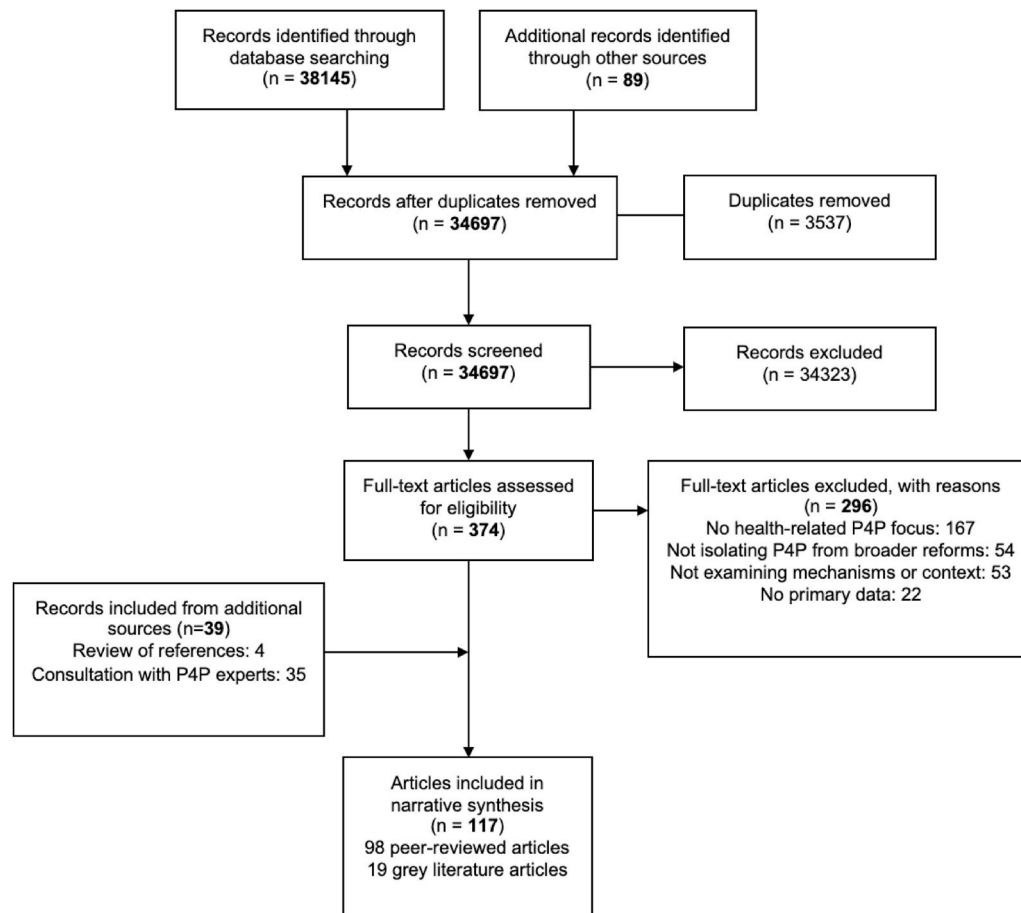 Records identified through
database searching
(n = 38145)
Additional records identified
through other sources
(n = 89)
Records after duplicates removed
(n = 34697)
Duplicates removed
(n = 3537)
Records screened
(n = 34697)
Records excluded
(n = 34323)
Full-text articles assessed
for eligibility
(n = 374)
Full-text articles excluded, with reasons
(n = 296)
No health-related P4P focus: 167
Not isolating P4P from broader reforms: 54
Not examining mechanisms or context: 53
No primary data: 22
Records included from additional
sources (n=39)
Review of references: 4
Consultation with P4P experts: 35
Articles included in
narrative synthesis
(n = 117)
98 peer-reviewed articles
19 grey literature articles